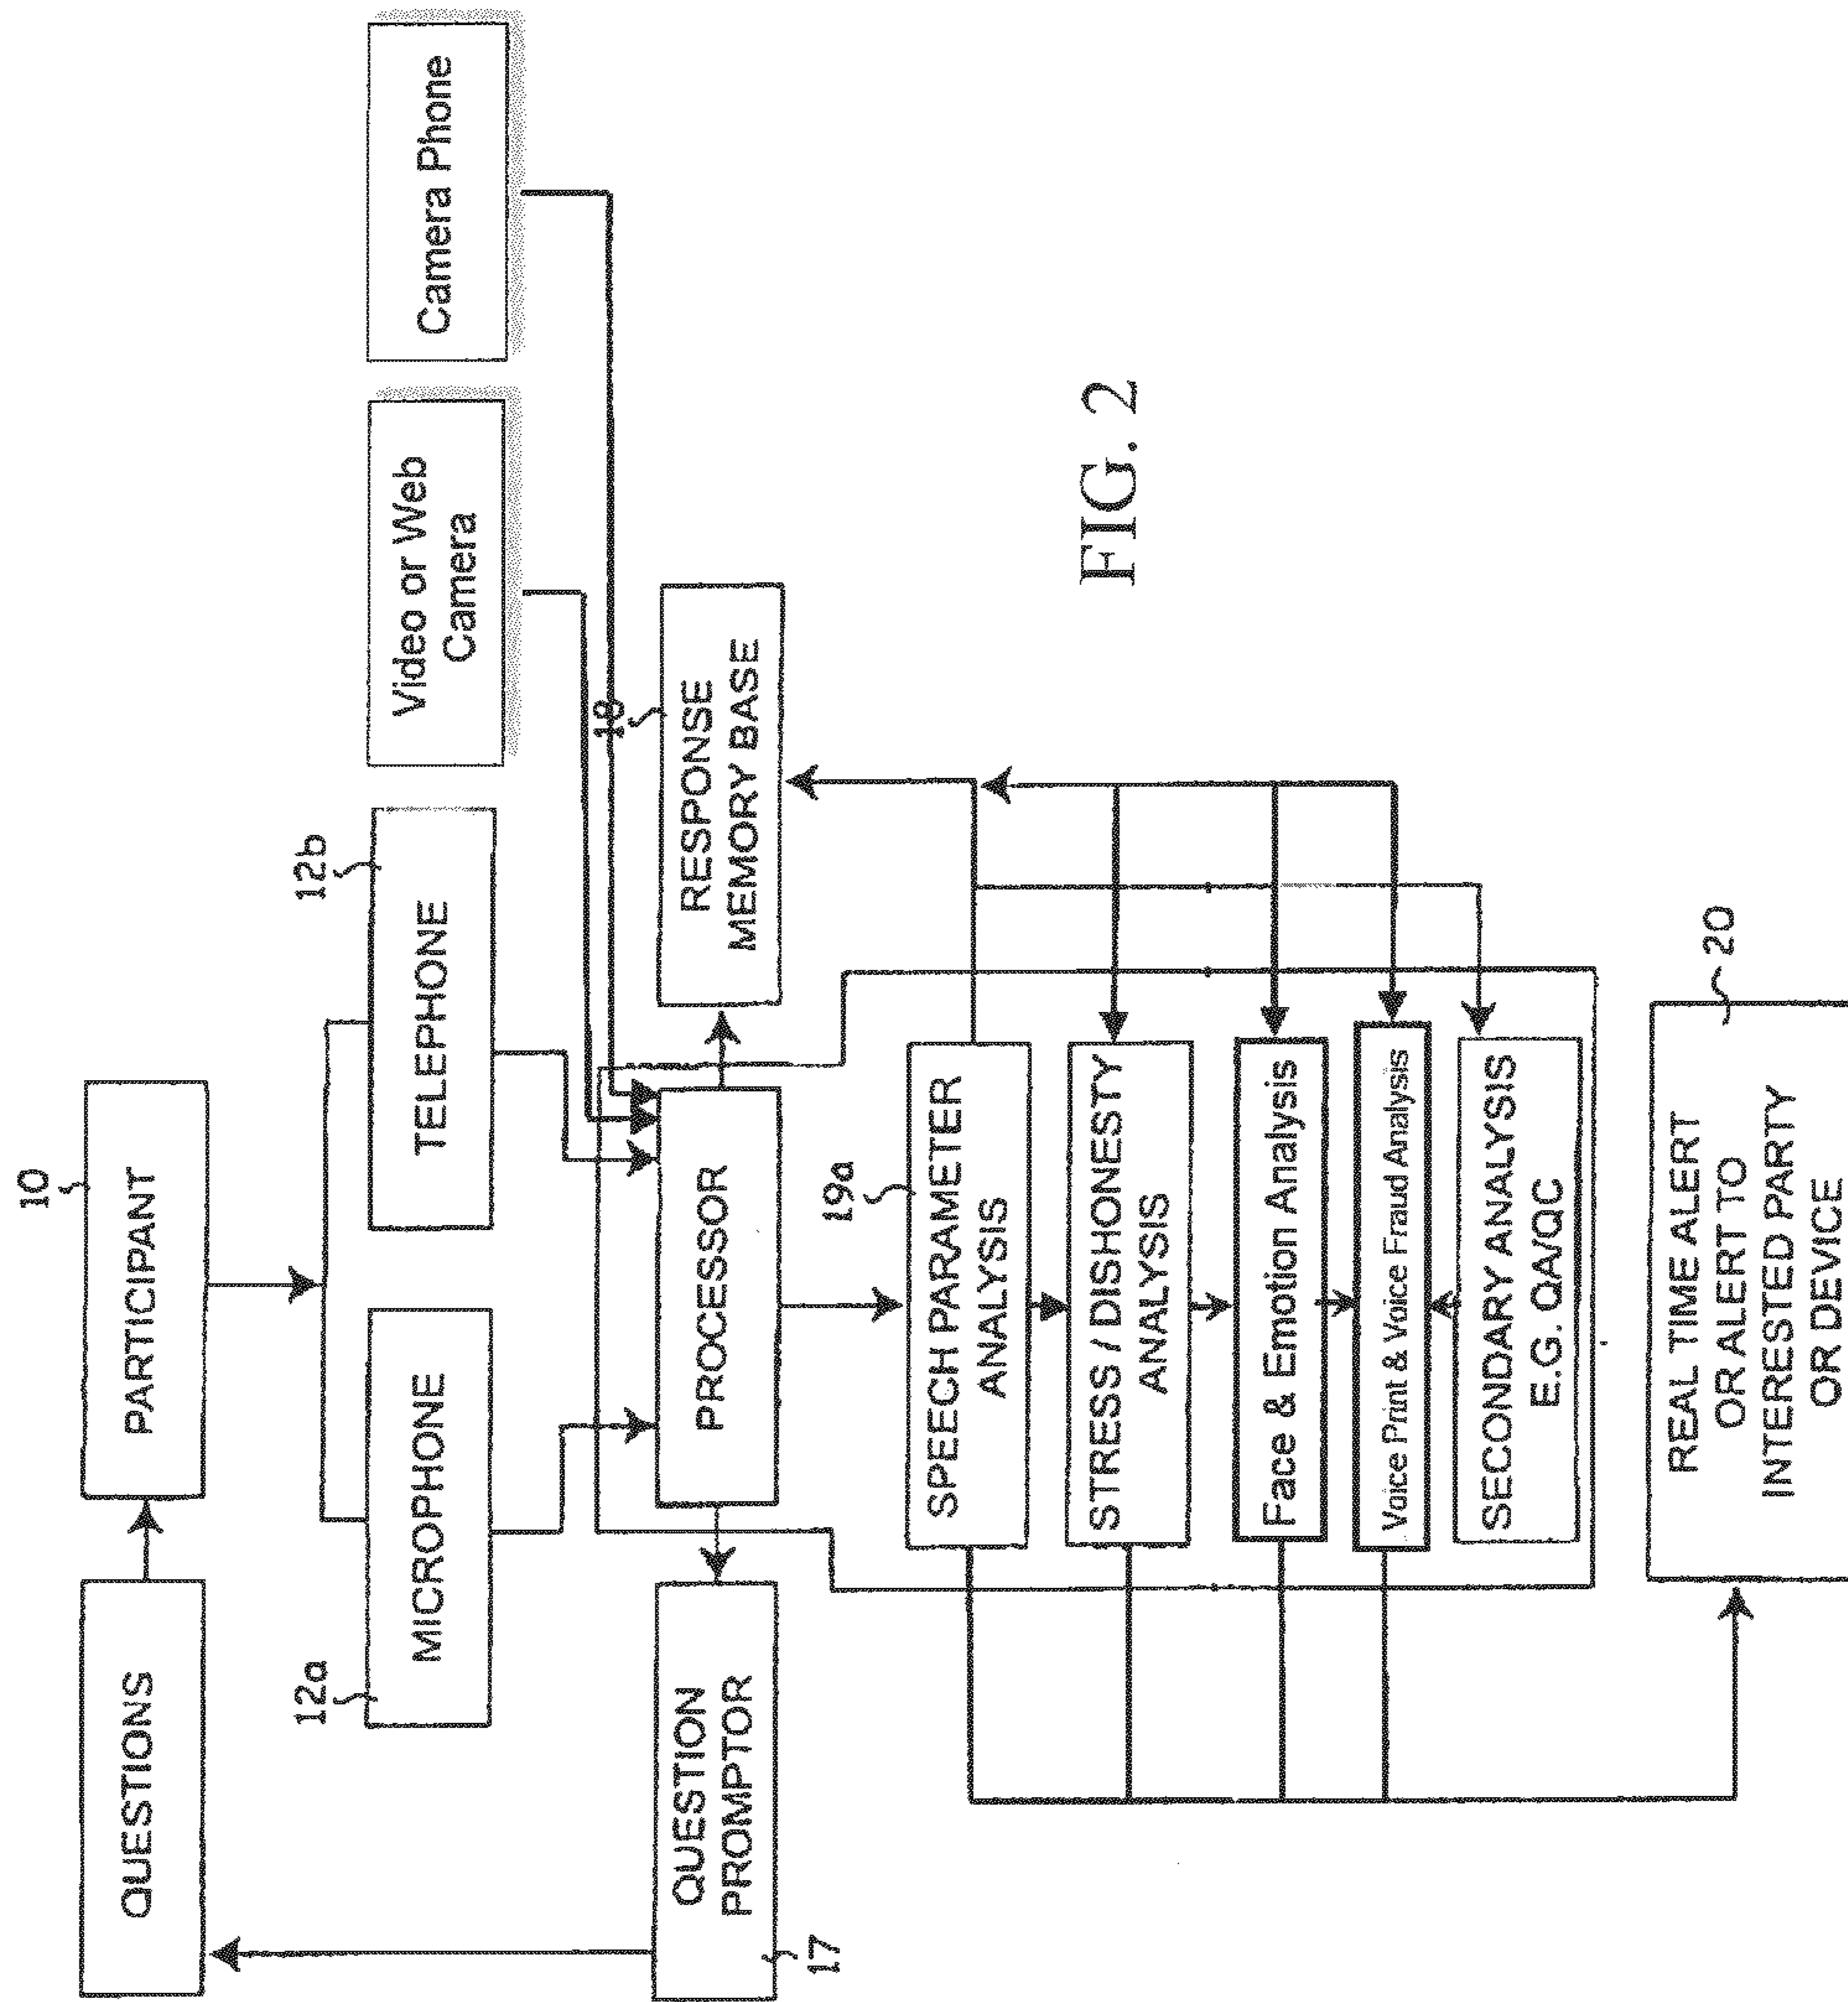 QUESTIONS
10
PARTICIPANT
12a
MICROPHONE
12b
TELEPHONE
Video or Web
Camera
Camera Phone
17
QUESTION
PROMPTOR
PROCESSOR
18
RESPONSE
MEMORY BASE
19a
SPEECH PARAMETER
ANALYSIS
STRESS / DISHONESTY
ANALYSIS
Face & Emotion Analysis
Voice Print & Voice Fraud Analysis
SECONDARY ANALYSIS
E.G. QA/QC
20
REAL TIME ALERT
OR ALERT TO
INTERESTED PARTY
OR DEVICE
FIG. 2